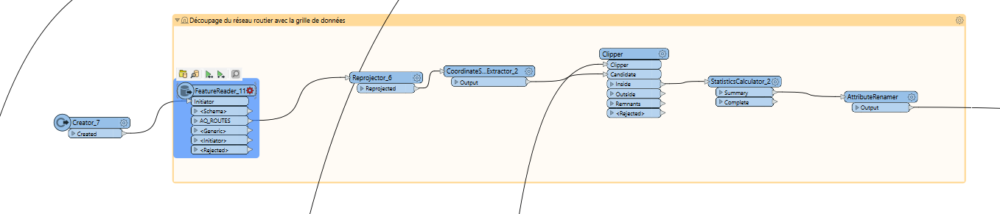 Découpage du réseau routier avec la grille de données
Creator_7
Created
FeatureReader_11
Initiator
<Schema>
AQ_ROUTES
<Generic>
<Initiator>
<Rejected>
Reprojector_6
Reprojected
CoordinateS...Extractor_2
Output
Clipper
Clipper
Candidate
Inside
Outside
Remnants
<Rejected>
StatisticsCalculator_2
Summary
Complete
AttributeRenamer
Output